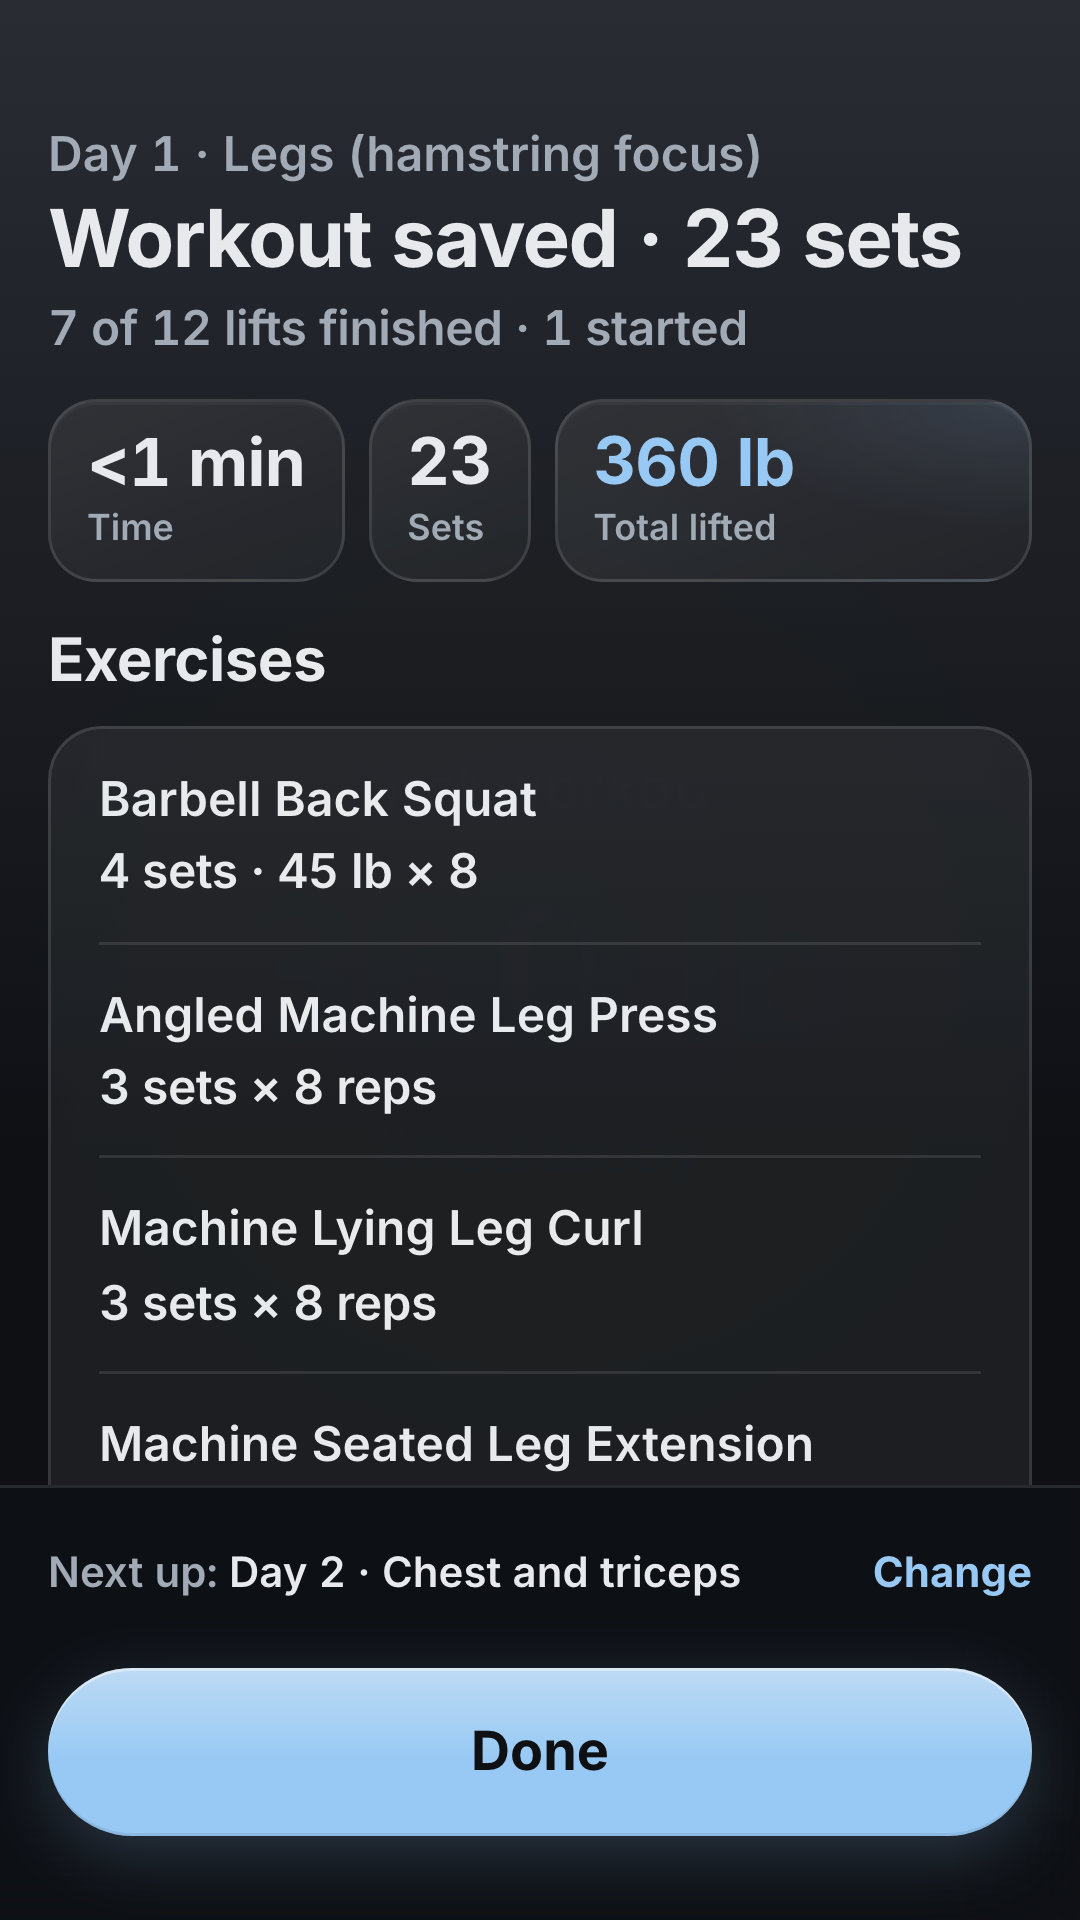 Day 1 · Legs (hamstring focus)
Workout saved · 23 sets
7 of 12 lifts finished · 1 started
<1 min
Time
23
Sets
360 lb
Total lifted
Exercises
Barbell Back Squat
4 sets · 45 lb × 8
Angled Machine Leg Press
3 sets × 8 reps
Machine Lying Leg Curl
3 sets × 8 reps
Machine Seated Leg Extension
Next up: Day 2 · Chest and triceps
Change
Done